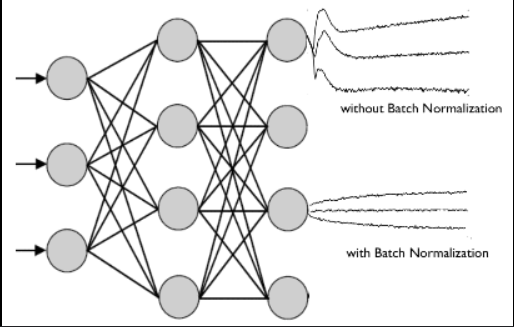 without Batch Normalization
with Batch Normalization